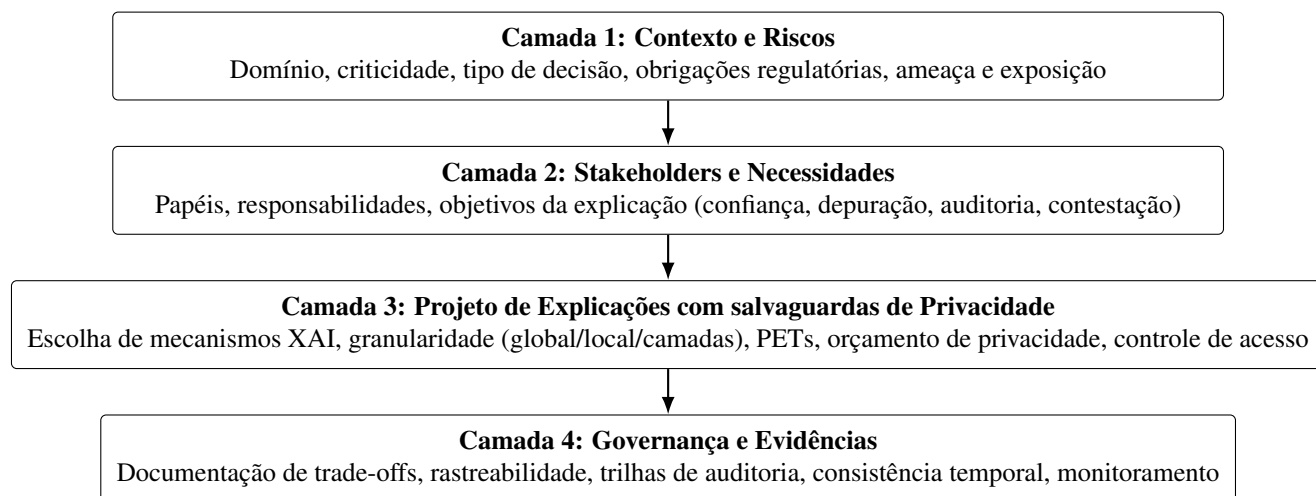 Camada 1: Contexto e Riscos
Domínio, criticidade, tipo de decisão, obrigações regulatórias, ameaça e exposição
Camada 2: Stakeholders e Necessidades
Papéis, responsabilidades, objetivos da explicação (confiança, depuração, auditoria, contestação)
Camada 3: Projeto de Explicações com salvaguardas de Privacidade
Escolha de mecanismos XAI, granularidade (global/local/camadas), PETs, orçamento de privacidade, controle de acesso
Camada 4: Governança e Evidências
Documentação de trade-offs, rastreabilidade, trilhas de auditoria, consistência temporal, monitoramento